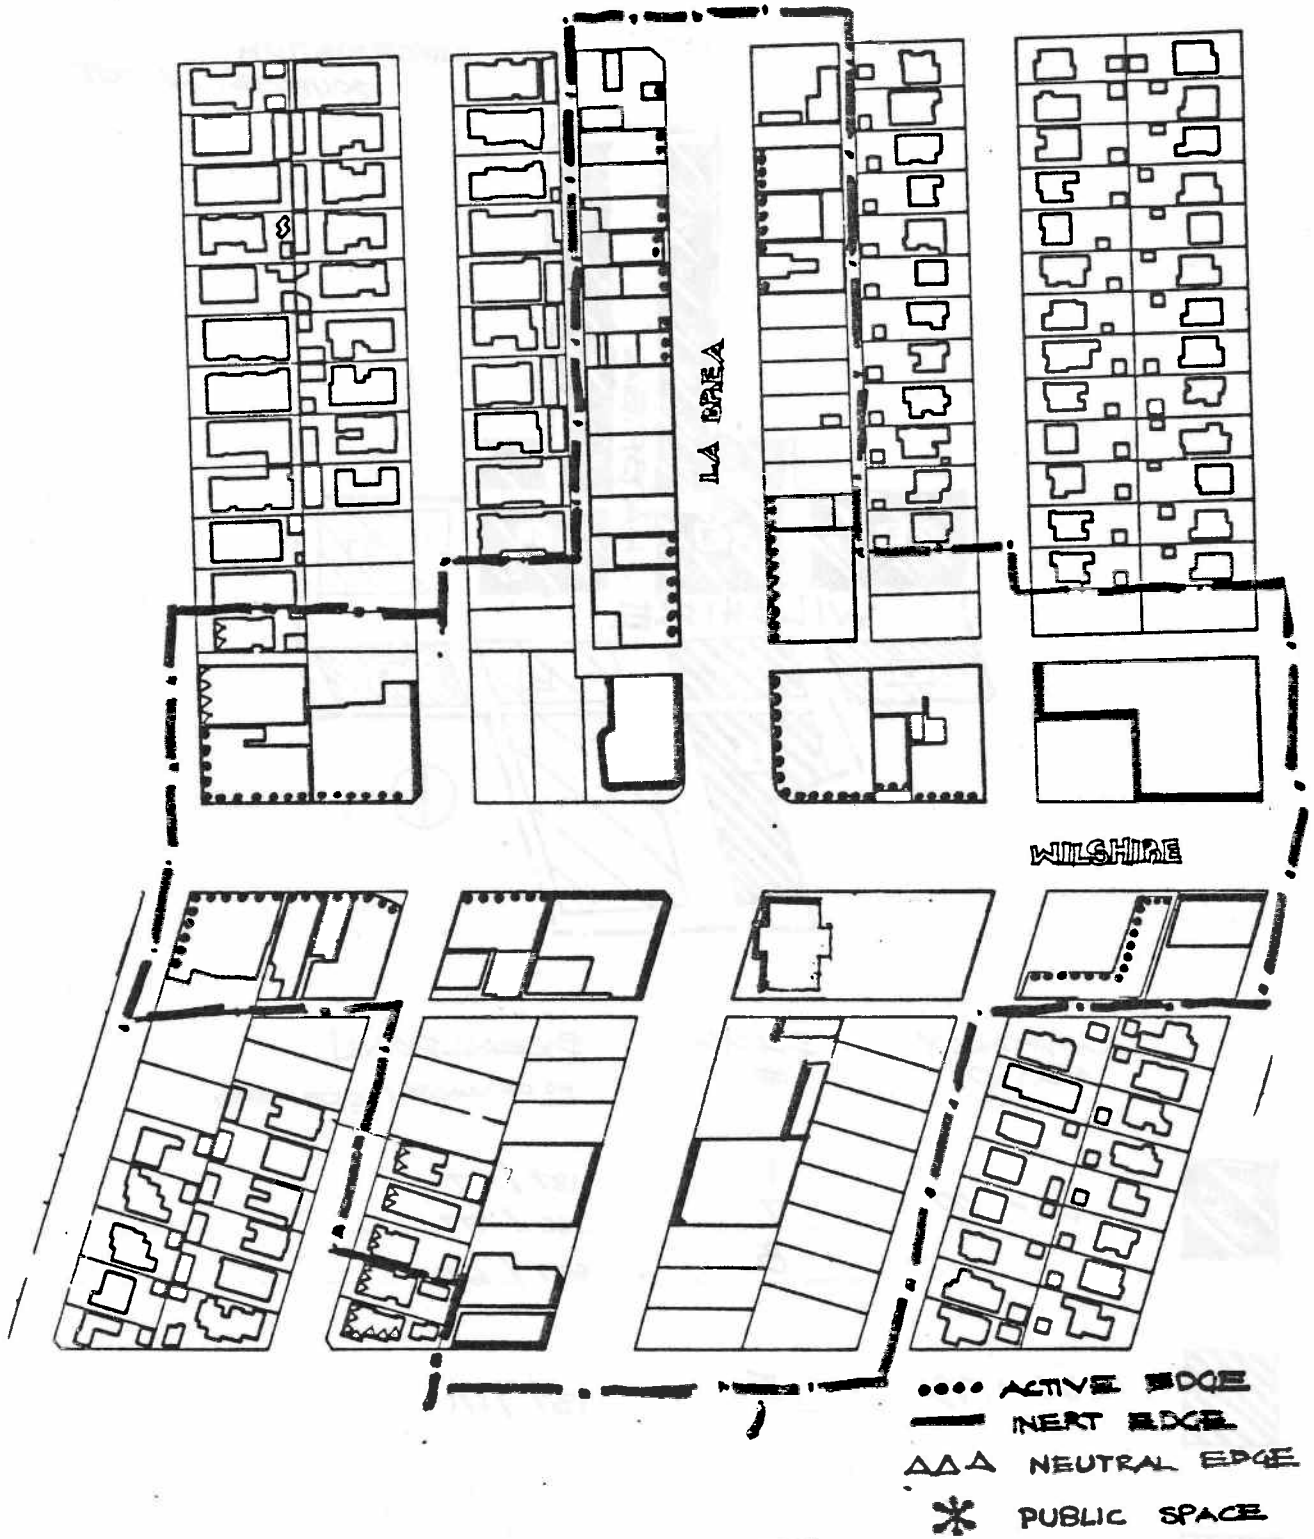 LA BREA
WILSHIRE
ACTIVE EDGE
INERT EDGE
NEUTRAL EDGE
PUBLIC SPACE